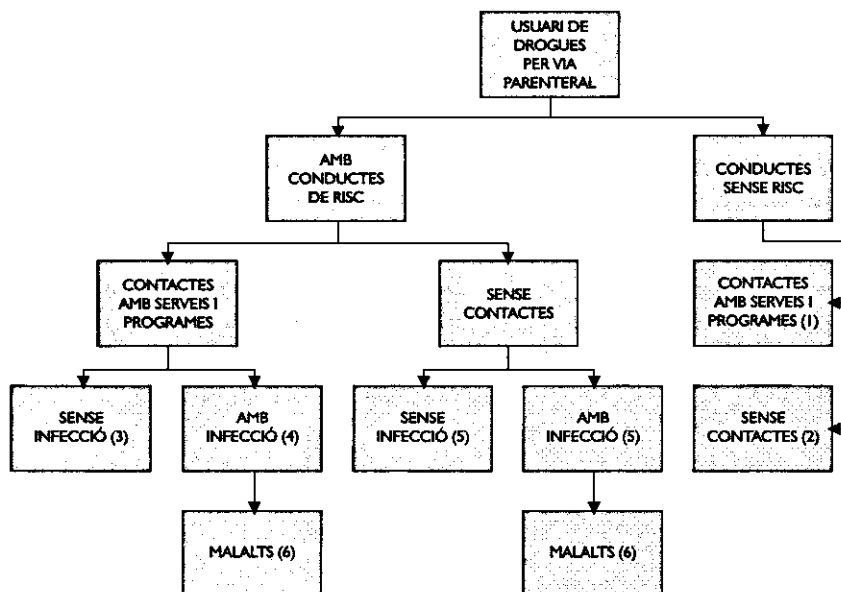 USUARI DE
DROGUES
PER VIA
PARENTERAL
AMB
CONDUCTES
DE RISC
CONDUCTES
SENSE RISC
CONTACTES
AMB SERVEIS I
PROGRAMES
SENSE
CONTACTES
CONTACTES
AMB SERVEIS I
PROGRAMES (1)
SENSE
INFECCIÓ (3)
AMB
INFECCIÓ (4)
SENSE
INFECCIÓ (5)
AMB
INFECCIÓ (5)
SENSE
CONTACTES (2)
MALALTS (6)
MALALTS (6)